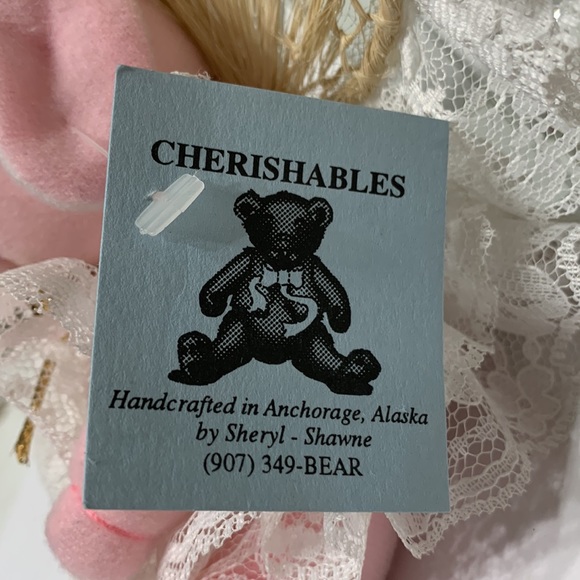 CHERISHABLES
Handcrafted in Anchorage, Alaska
by Sheryl - Shawne
(907) 349-BEAR